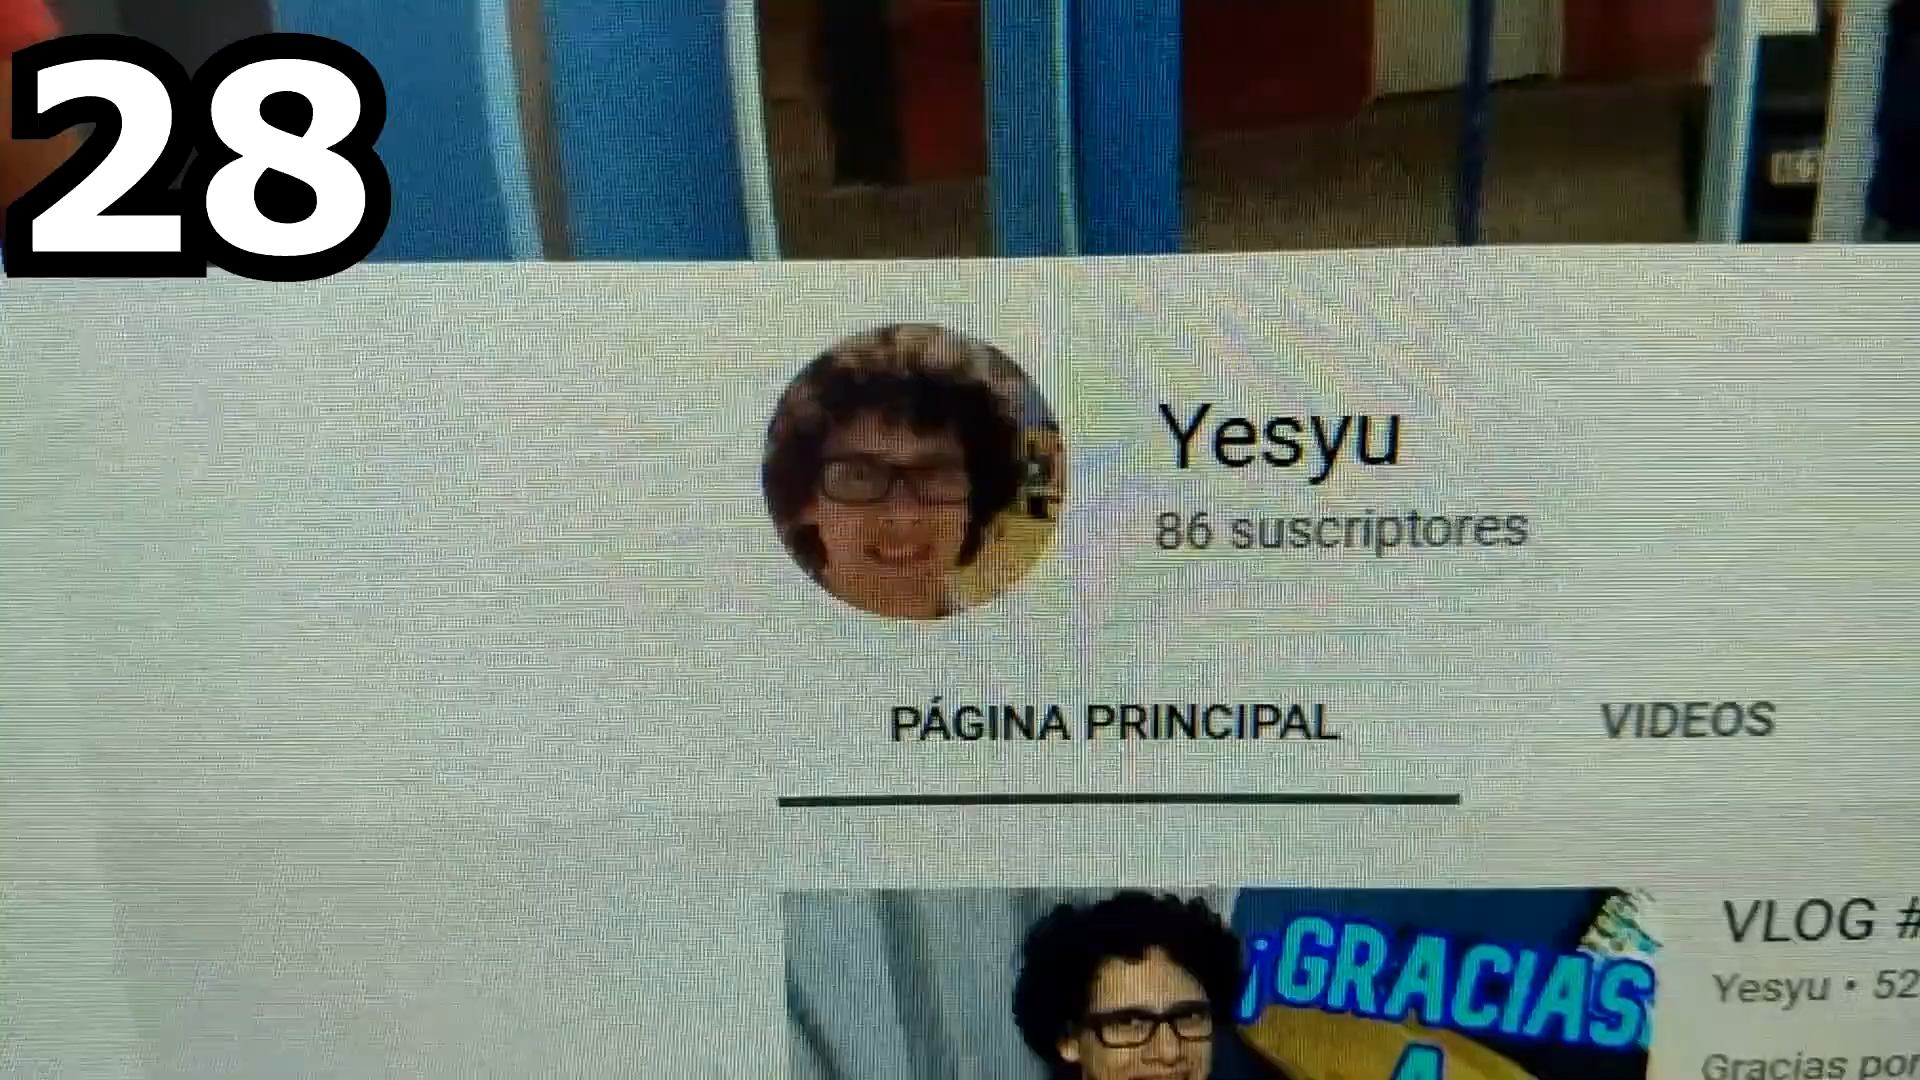 28
Yesyu
86 suscriptores
PÁGINA PRINCIPAL
VIDEOS
¡GRACIAS
A
VLOG #
Yesyu • 52
Gracias por